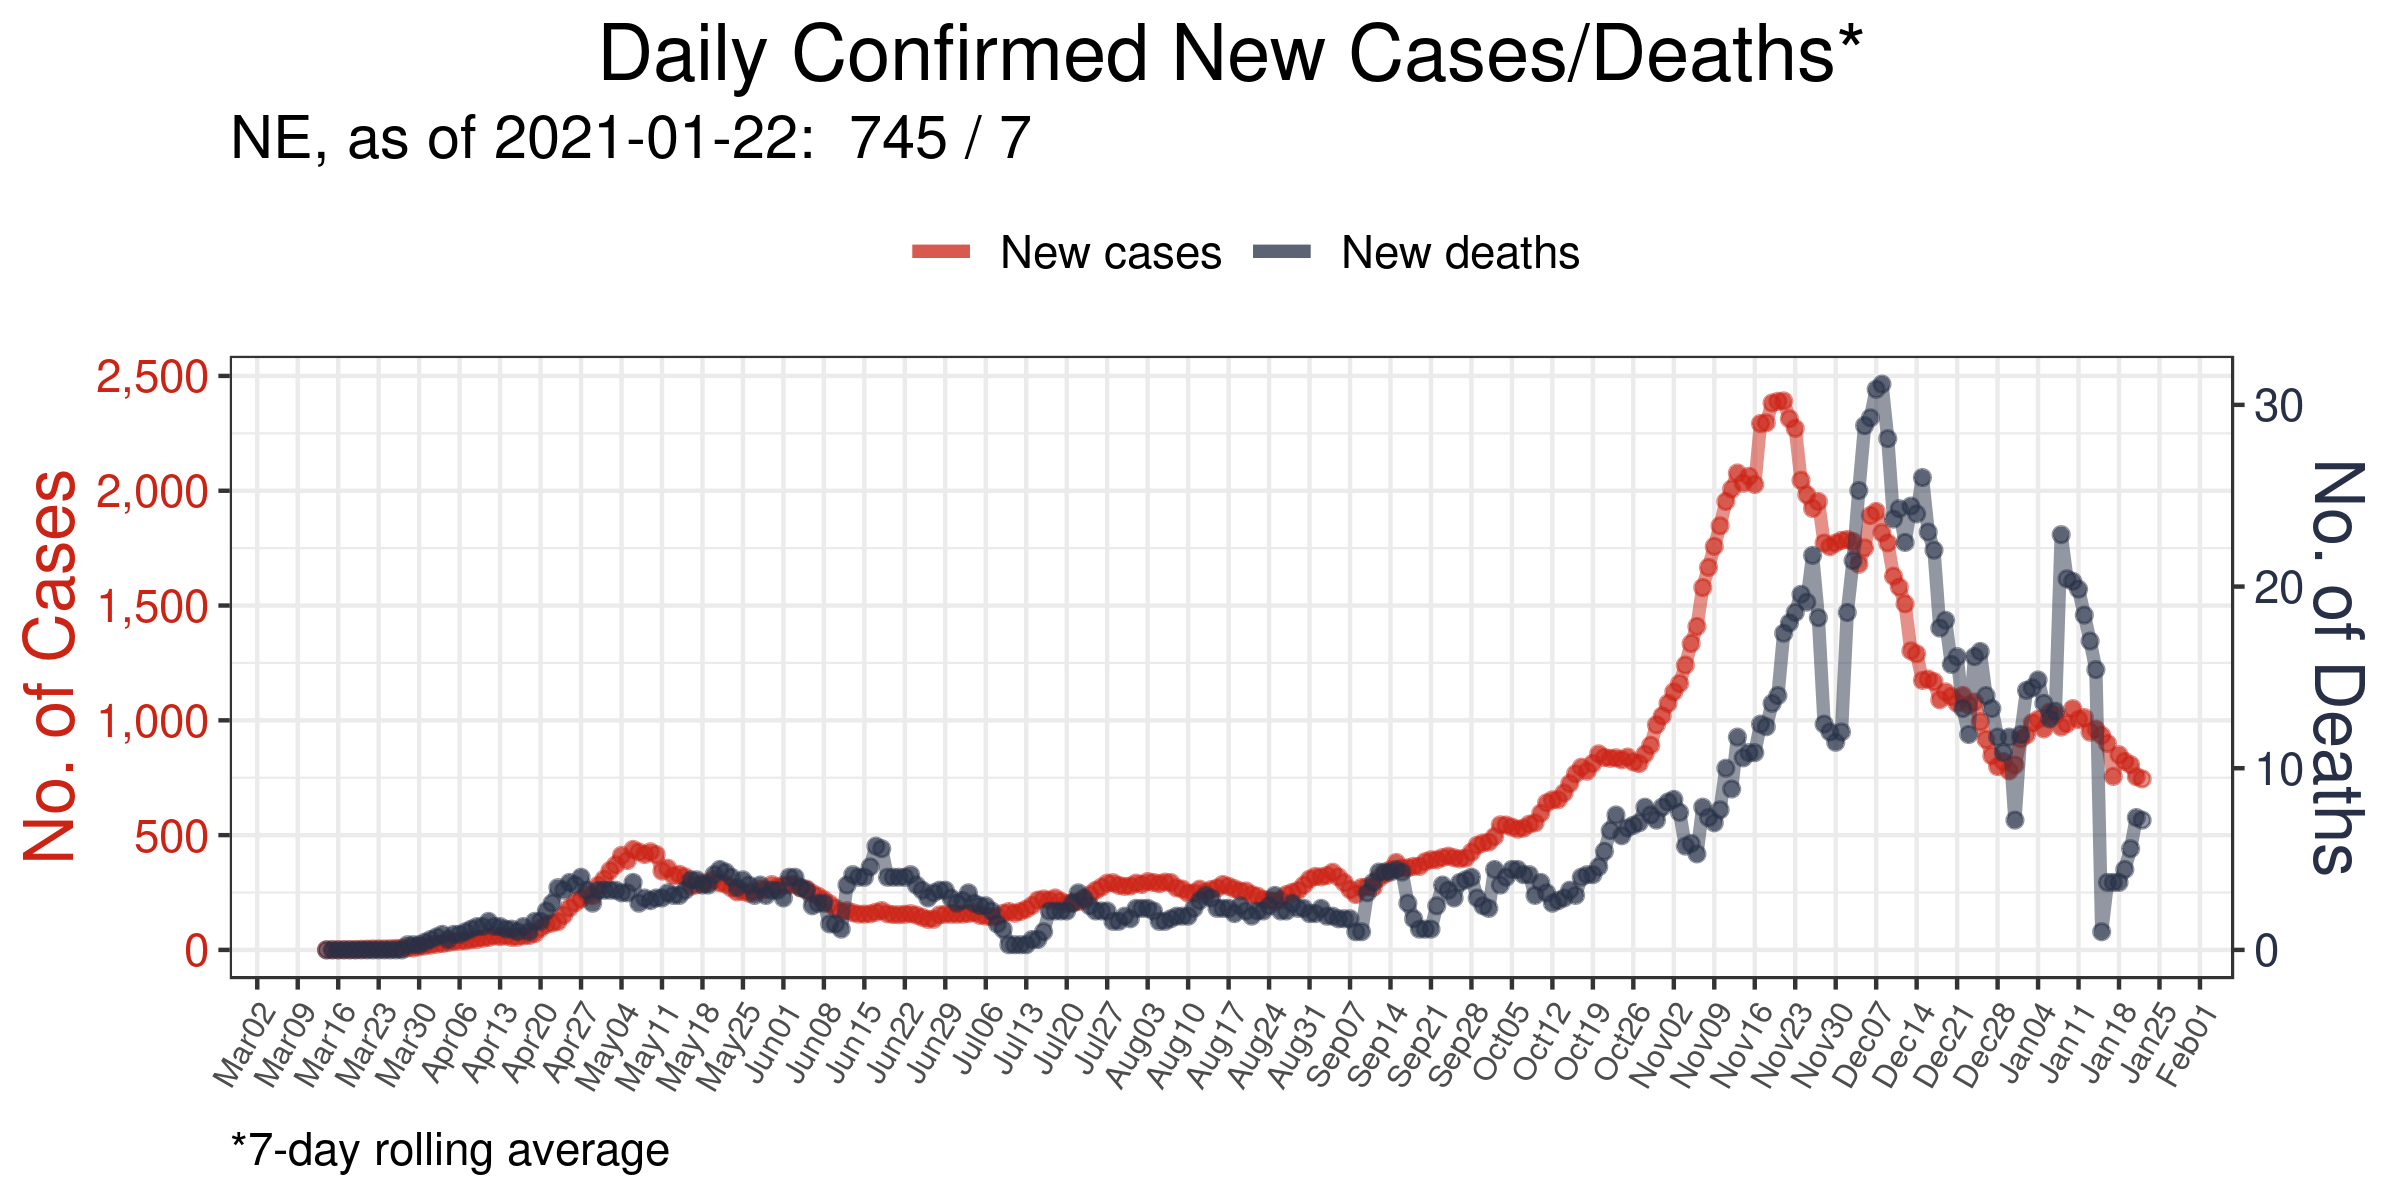 Daily Confirmed New Cases/Deaths*
NE, as of 2021-01-22:  745 / 7
New cases
New deaths
No. of Cases
2,500
2,000
1,500
1,000
500
0
No. of Deaths
30
20
10
0
Mar02
Mar09
Mar16
Mar23
Mar30
Apr06
Apr13
Apr20
Apr27
May04
May11
May18
May25
Jun01
Jun08
Jun15
Jun22
Jun29
Jul06
Jul13
Jul20
Jul27
Aug03
Aug10
Aug17
Aug24
Aug31
Sep07
Sep14
Sep21
Sep28
Oct05
Oct12
Oct19
Oct26
Nov02
Nov09
Nov16
Nov23
Nov30
Dec07
Dec14
Dec21
Dec28
Jan04
Jan11
Jan18
Jan25
Feb01
*7-day rolling average